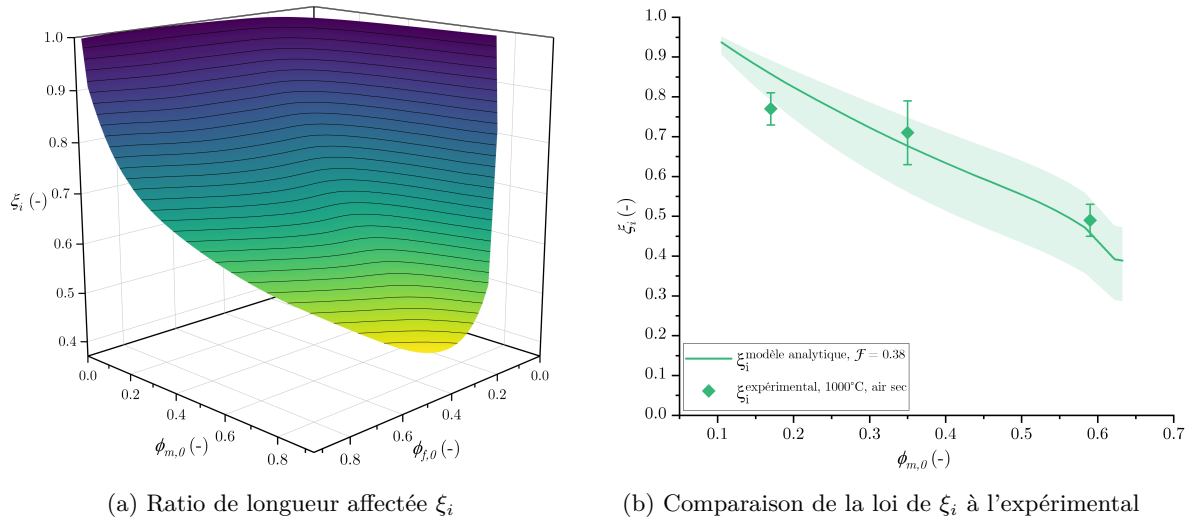 1.0
0.9
0.8
0.7
0.6
0.5
0.4
ξi (-)
0.0
0.2
0.4
0.6
0.8
ϕm,0 (-)
0.0
0.2
0.4
0.6
0.8
ϕf,0 (-)
(a) Ratio de longueur affectée ξi
1.0
0.9
0.8
0.7
0.6
0.5
0.4
0.3
0.2
0.1
0.0
ξi (-)
ξi modèle analytique, ℱ = 0.38
ξi expérimental, 1000°C, air sec
0.1 0.2 0.3 0.4 0.5 0.6 0.7
ϕm,0 (-)
(b) Comparaison de la loi de ξi à l'expérimental